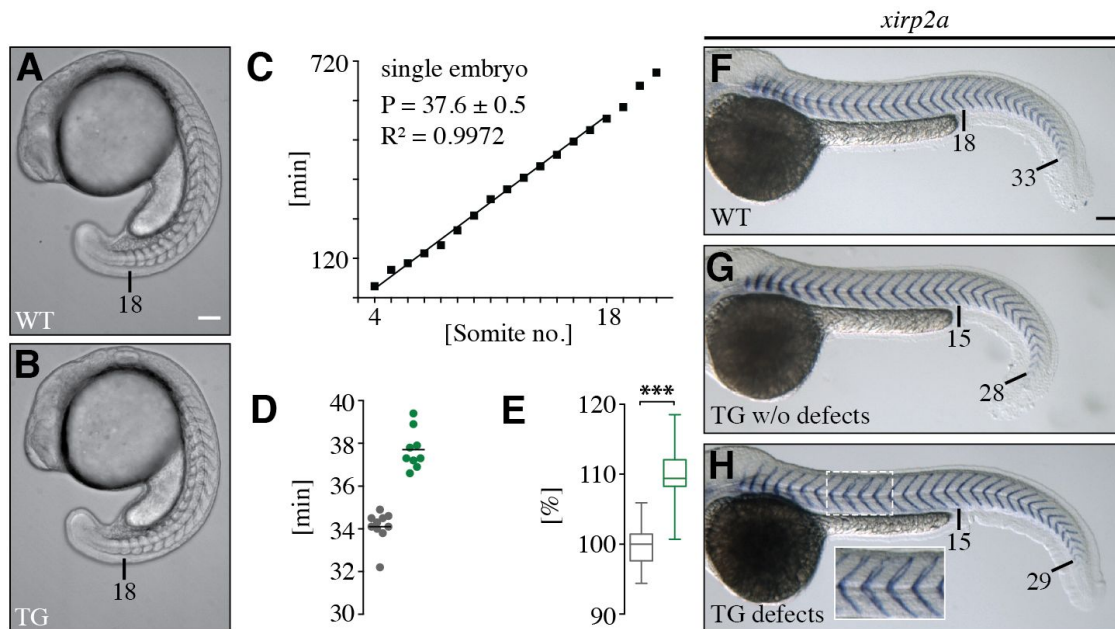 xirp2a
A
18
WT
B
18
TG
C
720
single embryo
P = 37.6 ± 0.5
R² = 0.9972
[min]
120
4
18
[Somite no.]
D
40
38
36
34
32
30
[min]
E
***
120
110
100
90
[%]
F
18
33
WT
G
15
28
TG w/o defects
H
15
29
TG defects